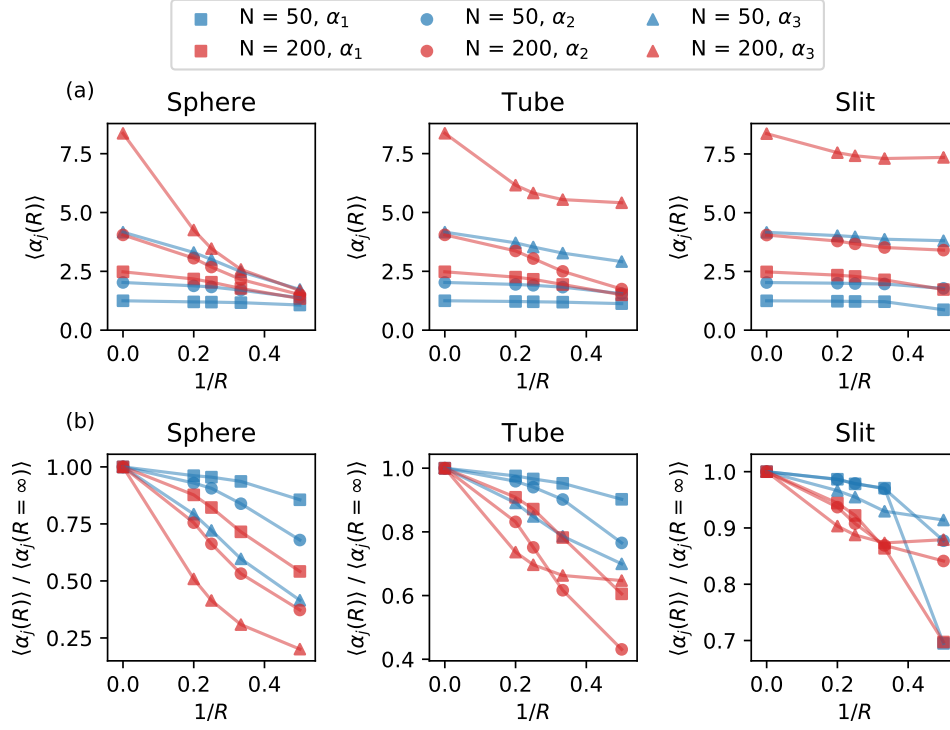 N = 50, α₁ N = 50, α₂ N = 50, α₃
N = 200, α₁ N = 200, α₂ N = 200, α₃
(a)
Sphere Tube Slit
⟨αⱼ(R)⟩ ⟨αⱼ(R)⟩ ⟨αⱼ(R)⟩
7.5 7.5 7.5
5.0 5.0 5.0
2.5 2.5 2.5
0.0 0.0 0.0
0.0 0.2 0.4 0.0 0.2 0.4 0.0 0.2 0.4
1/R 1/R 1/R
(b)
Sphere Tube Slit
⟨αⱼ(R)⟩ / ⟨αⱼ(R = ∞)⟩ ⟨αⱼ(R)⟩ / ⟨αⱼ(R = ∞)⟩ ⟨αⱼ(R)⟩ / ⟨αⱼ(R = ∞)⟩
1.00 1.0 1.0
0.75 0.8 0.9
0.50 0.6 0.8
0.25 0.4 0.7
0.0 0.2 0.4 0.0 0.2 0.4 0.0 0.2 0.4
1/R 1/R 1/R